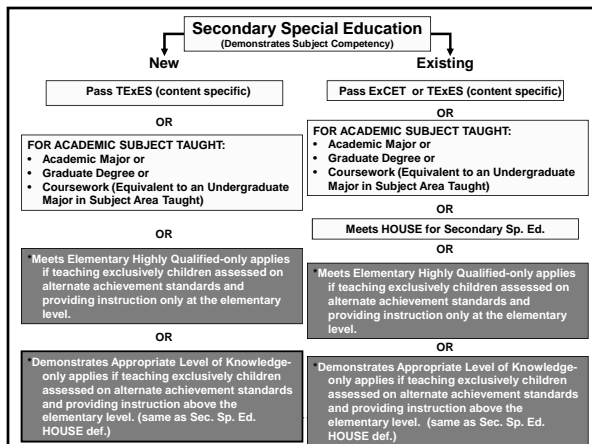 Secondary Special Education
(Demonstrates Subject Competency)
New
Pass TExES (content specific)
OR
FOR ACADEMIC SUBJECT TAUGHT:
• Academic Major or
• Graduate Degree or
• Coursework (Equivalent to an Undergraduate
Major in Subject Area Taught)
OR
*Meets Elementary Highly Qualified-only applies
if teaching exclusively children assessed on
alternate achievement standards and
providing instruction only at the elementary
level.
OR
*Demonstrates Appropriate Level of Knowledge-
only applies if teaching exclusively children
assessed on alternate achievement standards
and providing instruction above the
elementary level. (same as Sec. Sp. Ed.
HOUSE def.)
Existing
Pass ExCET or TExES (content specific)
OR
FOR ACADEMIC SUBJECT TAUGHT:
• Academic Major or
• Graduate Degree or
• Coursework (Equivalent to an Undergraduate
Major in Subject Area Taught)
OR
Meets HOUSE for Secondary Sp. Ed.
OR
*Meets Elementary Highly Qualified-only applies
if teaching exclusively children assessed on
alternate achievement standards and
providing instruction only at the elementary
level.
OR
*Demonstrates Appropriate Level of Knowledge-
only applies if teaching exclusively children
assessed on alternate achievement standards
and providing instruction above the
elementary level. (same as Sec. Sp. Ed.
HOUSE def.)